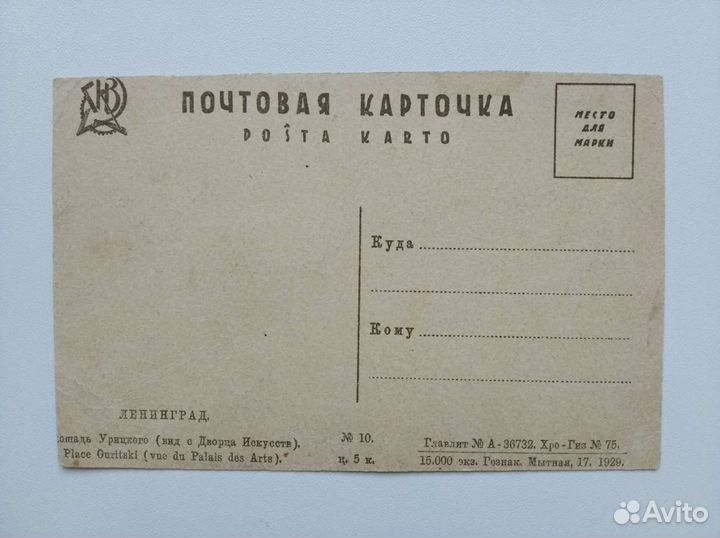 ПОЧТОВАЯ КАРТОЧКА
POŜTA KARTO
МЕСТО
ДЛЯ
МАРКИ
Куда
Кому
ЛЕНИНГРАД.
лощадь Урицкого (вид с Дворца Искусств).
Place Ouritski (vue du Palais des Arts).
№ 10.
ц. 5 к.
Главлит № А-36732. Хро-Гиз № 75.
15.000 экз. Гознак. Мытная, 17. 1929.
Avito